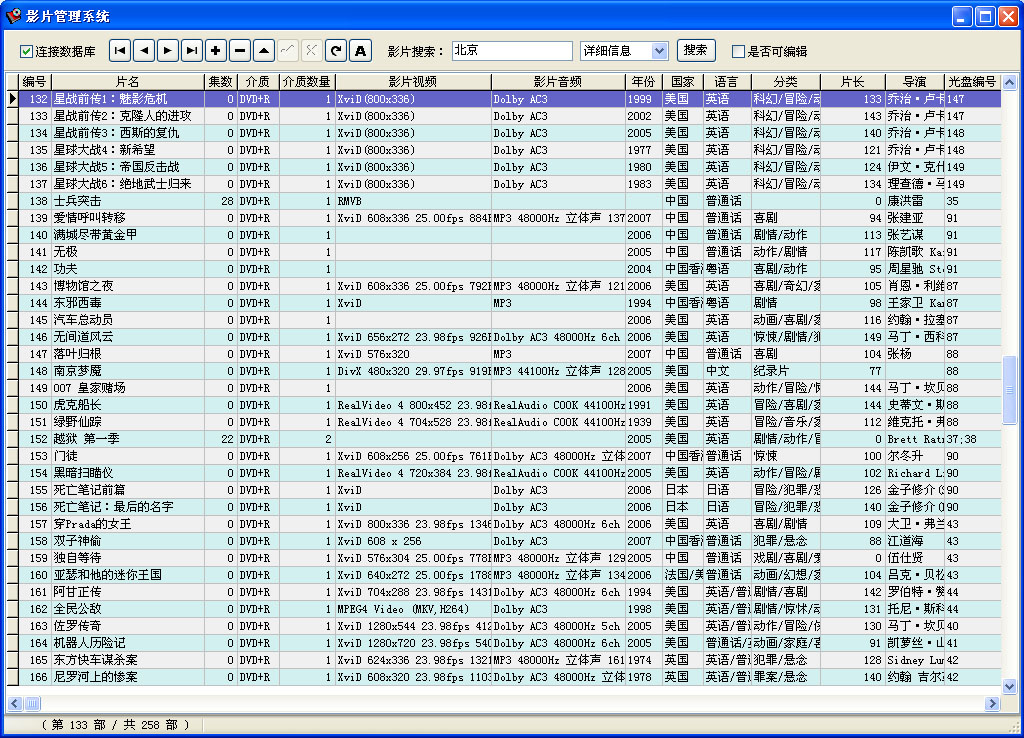 影片管理系统
连接数据库 A 影片搜索： 北京 详细信息 搜索 是否可编辑
编号 片名 集数 介质 介质数量 影片视频 影片音频 年份 国家 语言 分类 片长 导演 光盘编号
132 星战前传1：魅影危机 0 DVD+R 1 XviD(800x336) Dolby AC3 1999 美国 英语 科幻/冒险/动 133 乔治·卢卡 147
133 星战前传2：克隆人的进攻 0 DVD+R 1 XviD(800x336) Dolby AC3 2002 美国 英语 科幻/冒险/动 143 乔治·卢卡 147
134 星战前传3：西斯的复仇 0 DVD+R 1 XviD(800x336) Dolby AC3 2005 美国 英语 科幻/冒险/动 140 乔治·卢卡 148
135 星球大战4：新希望 0 DVD+R 1 XviD(800x336) Dolby AC3 1977 美国 英语 科幻/冒险/动 121 乔治·卢卡 148
136 星球大战5：帝国反击战 0 DVD+R 1 XviD(800x336) Dolby AC3 1980 美国 英语 科幻/冒险/动 124 伊文·克什 149
137 星球大战6：绝地武士归来 0 DVD+R 1 XviD(800x336) Dolby AC3 1983 美国 英语 科幻/冒险/动 134 理查德·马 149
138 士兵突击 28 DVD+R 1 RMVB 中国 普通话 0 康洪雷 35
139 爱情呼叫转移 0 DVD+R 1 XviD 608x336 25.00fps 884 MP3 48000Hz 立体声 137 2007 中国 普通话 喜剧 94 张建亚 91
140 满城尽带黄金甲 0 DVD+R 1 2006 中国 普通话 剧情/动作 113 张艺谋 91
141 无极 0 DVD+R 1 2005 中国 普通话 动作/剧情 117 陈凯歌 Ka 91
142 功夫 0 DVD+R 1 2004 中国香 粤语 喜剧/动作 95 周星驰 St 91
143 博物馆之夜 0 DVD+R 1 XviD 608x336 25.00fps 792 MP3 48000Hz 立体声 121 2006 美国 英语 喜剧/奇幻/家 105 肖恩·利 87
144 东邪西毒 0 DVD+R 1 XviD MP3 1994 中国香 粤语 剧情 98 王家卫 Ka 87
145 汽车总动员 0 DVD+R 1 2006 美国 英语 动画/喜剧/家 116 约翰·拉塞 87
146 无间道风云 0 DVD+R 1 XviD 656x272 23.98fps 926 Dolby AC3 48000Hz 6ch 2006 美国 英语 惊悚/剧情/犯 149 马丁·西科 87
147 落叶归根 0 DVD+R 1 XviD 576x320 MP3 2007 中国 普通话 喜剧 104 张杨 88
148 南京梦魇 0 DVD+R 1 DivX 480x320 29.97fps 919 MP3 44100Hz 立体声 128 2005 美国 中文 纪录片 77 88
149 007 皇家赌场 0 DVD+R 1 2006 美国 英语 动作/冒险/惊 144 马丁·坎贝 88
150 虎克船长 0 DVD+R 1 RealVideo 4 800x452 23.98 RealAudio COOK 44100Hz 1991 美国 英语 冒险/喜剧/家 144 史蒂文·斯 88
151 绿野仙踪 0 DVD+R 1 RealVideo 4 704x528 23.98 RealAudio COOK 44100Hz 1939 美国 英语 冒险/音乐/家 112 维克托·弗 88
152 越狱 第一季 22 DVD+R 2 2005 美国 英语 剧情/动作/冒 0 Brett Rat 37;38
153 门徒 0 DVD+R 1 XviD 608x256 25.00fps 761 MP3 48000Hz 立体 2007 中国香 普通话 惊悚 100 尔冬升 90
154 黑暗扫瞄仪 0 DVD+R 1 RealVideo 4 720x384 23.98 RealAudio COOK 44100Hz 2005 美国 英语 动作/冒险/剧 102 Richard L 90
155 死亡笔记前篇 0 DVD+R 1 XviD Dolby AC3 2006 日本 日语 冒险/犯罪/恐 126 金子修介 90
156 死亡笔记：最后的名字 0 DVD+R 1 XviD Dolby AC3 2006 日本 日语 冒险/犯罪/恐 140 金子修介 90
157 穿Prada的女王 0 DVD+R 1 XviD 800x336 23.98fps 1346 Dolby AC3 48000Hz 6ch 2006 美国 英语 喜剧/剧情 109 大卫·弗兰 43
158 双子神偷 0 DVD+R 1 XviD 608 x 256 Dolby AC3 2007 中国香 普通话 犯罪/悬念 88 江道海 43
159 独自等待 0 DVD+R 1 XviD 576x304 25.00fps 778 MP3 48000Hz 立体声 129 2005 中国 普通话 戏剧/喜剧/爱 0 伍仕贤 43
160 亚瑟和他的迷你王国 0 DVD+R 1 XviD 640x272 25.00fps 1788 MP3 48000Hz 立体声 134 2006 法国/美 普通话 动画/幻想/家 104 吕克·贝松 44
161 阿甘正传 0 DVD+R 1 XviD 704x288 23.98fps 1431 Dolby AC3 48000Hz 6ch 1994 美国 英语/普 剧情/喜剧 142 罗伯特·赞 44
162 全民公敌 0 DVD+R 1 MPEG4 Video (MKV,H264) Dolby AC3 1998 美国 英语/普 剧情/惊悚/动 131 托尼·斯科 44
163 佐罗传奇 0 DVD+R 1 XviD 1280x544 23.98fps 412 Dolby AC3 48000Hz 5ch 2005 美国 英语/普 动作/冒险/ 130 马丁·坎贝 40
164 机器人历险记 0 DVD+R 1 XviD 1280x720 23.98fps 540 Dolby AC3 48000Hz 6ch 2005 美国 普通话/ 动画/家庭/喜 91 凯萝丝·山 41
165 东方快车谋杀案 0 DVD+R 1 XviD 624x336 23.98fps 1321 MP3 48000Hz 立体声 161 1974 英国 英语/普 犯罪/悬念 128 Sidney Lu 42
166 尼罗河上的惨案 0 DVD+R 1 XviD 608x336 25.00fps 1103 MP3 48000Hz 立体 1978 英国 英语/普 罪案/悬念 140 约翰 吉尔 42
( 第 133 部 / 共 258 部 )